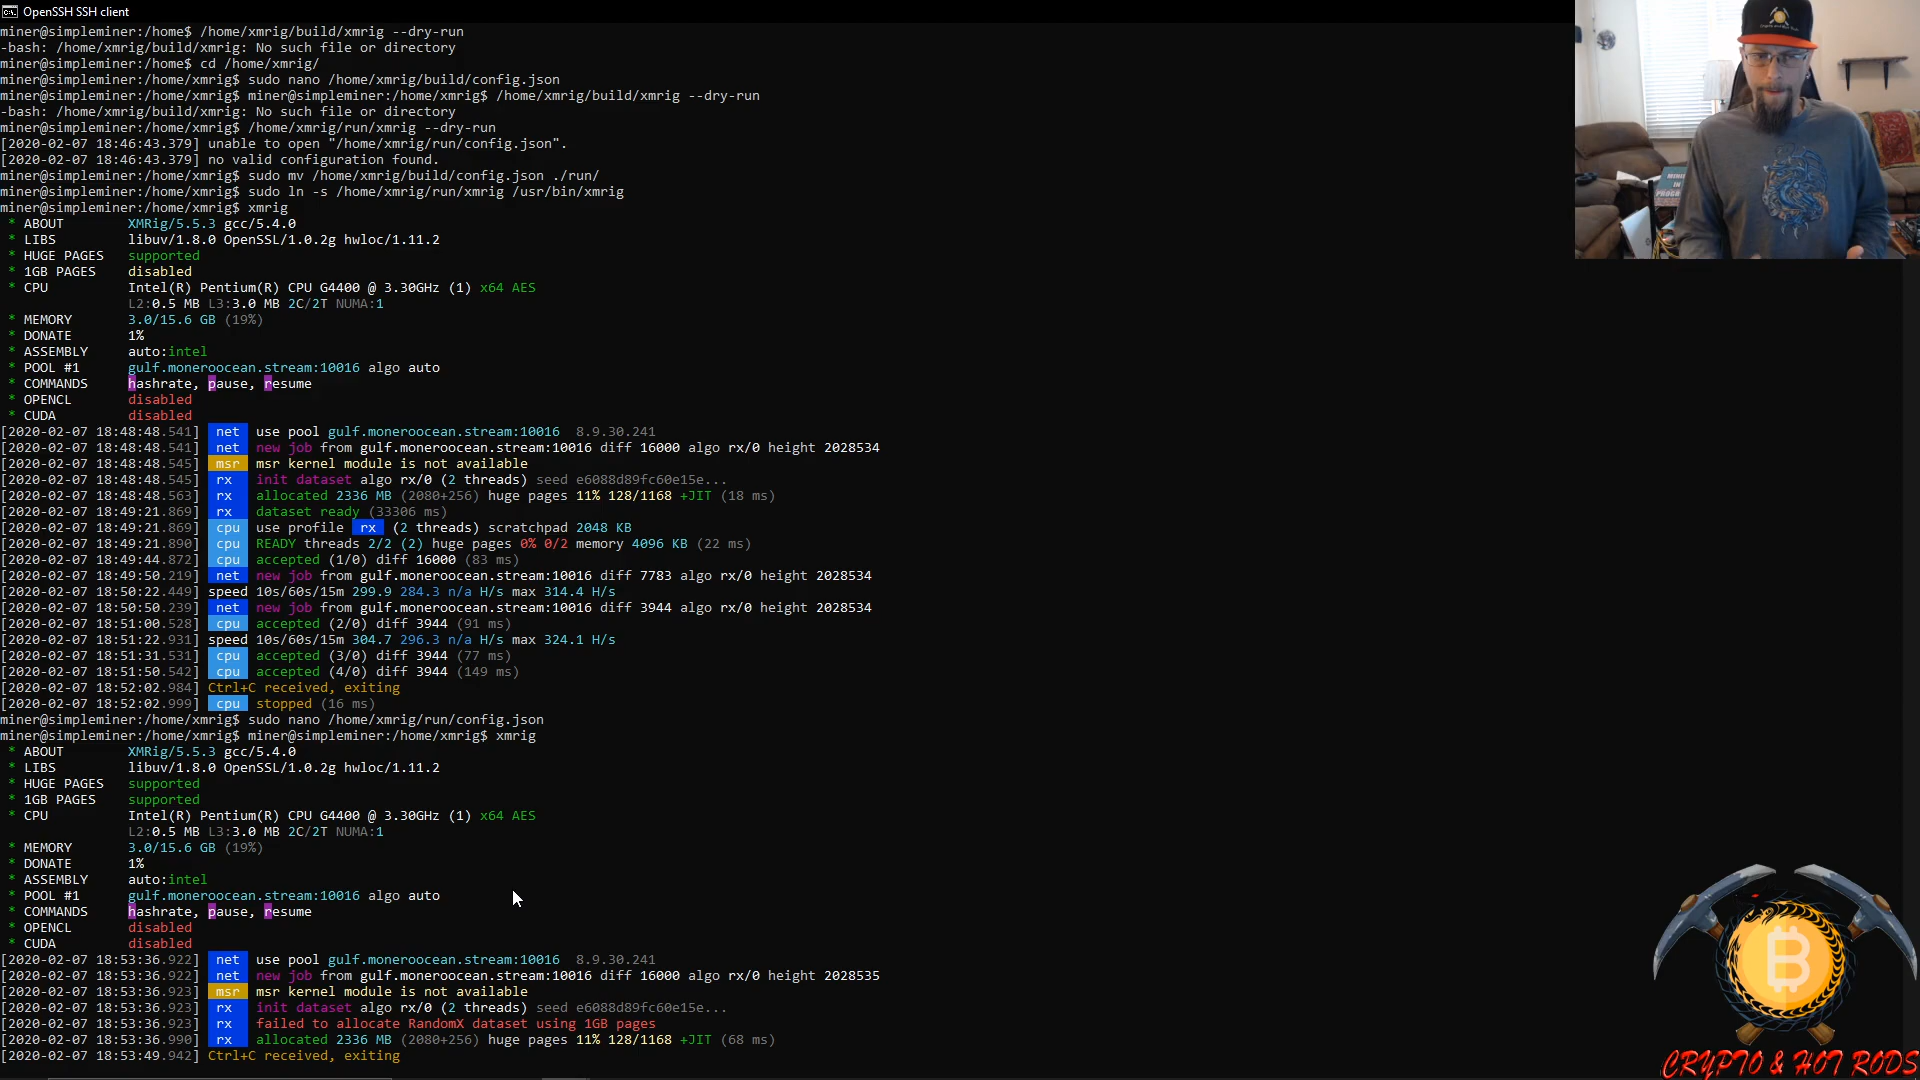 OpenSSH SSH client
miner@simpleminer:/home$ /home/xmrig/build/xmrig --dry-run
-bash: /home/xmrig/build/xmrig: No such file or directory
miner@simpleminer:/home$ cd /home/xmrig/
miner@simpleminer:/home/xmrig$ sudo nano /home/xmrig/build/config.json
miner@simpleminer:/home/xmrig$ miner@simpleminer:/home/xmrig$ /home/xmrig/build/xmrig --dry-run
-bash: /home/xmrig/build/xmrig: No such file or directory
miner@simpleminer:/home/xmrig$ /home/xmrig/run/xmrig --dry-run
[2020-02-07 18:46:43.379] unable to open "/home/xmrig/run/config.json".
[2020-02-07 18:46:43.379] no valid configuration found.
miner@simpleminer:/home/xmrig$ sudo mv /home/xmrig/build/config.json ./run/
miner@simpleminer:/home/xmrig$ sudo ln -s /home/xmrig/run/xmrig /usr/bin/xmrig
miner@simpleminer:/home/xmrig$ xmrig
* ABOUT XMRig/5.5.3 gcc/5.4.0
* LIBS libuv/1.8.0 OpenSSL/1.0.2g hwloc/1.11.2
* HUGE PAGES supported
* 1GB PAGES disabled
* CPU Intel(R) Pentium(R) CPU G4400 @ 3.30GHz (1) x64 AES
L2:0.5 MB L3:3.0 MB 2C/2T NUMA:1
* MEMORY 3.0/15.6 GB (19%)
* DONATE 1%
* ASSEMBLY auto:intel
* POOL #1 gulf.moneroocean.stream:10016 algo auto
* COMMANDS hashrate, pause, resume
* OPENCL disabled
* CUDA disabled
[2020-02-07 18:48:48.541] net use pool gulf.moneroocean.stream:10016 8.9.30.241
[2020-02-07 18:48:48.541] net new job from gulf.moneroocean.stream:10016 diff 16000 algo rx/0 height 2028534
[2020-02-07 18:48:48.545] msr msr kernel module is not available
[2020-02-07 18:48:48.545] rx init dataset algo rx/0 (2 threads) seed e6088d89fc60e15e...
[2020-02-07 18:48:48.563] rx allocated 2336 MB (2080+256) huge pages 11% 128/1168 +JIT (18 ms)
[2020-02-07 18:49:21.869] rx dataset ready (33306 ms)
[2020-02-07 18:49:21.869] cpu use profile rx (2 threads) scratchpad 2048 KB
[2020-02-07 18:49:21.890] cpu READY threads 2/2 (2) huge pages 0% 0/2 memory 4096 KB (22 ms)
[2020-02-07 18:49:44.872] cpu accepted (1/0) diff 16000 (83 ms)
[2020-02-07 18:49:50.219] net new job from gulf.moneroocean.stream:10016 diff 7783 algo rx/0 height 2028534
[2020-02-07 18:50:22.449] speed 10s/60s/15m 299.9 284.3 n/a H/s max 314.4 H/s
[2020-02-07 18:50:50.239] net new job from gulf.moneroocean.stream:10016 diff 3944 algo rx/0 height 2028534
[2020-02-07 18:51:00.528] cpu accepted (2/0) diff 3944 (91 ms)
[2020-02-07 18:51:22.931] speed 10s/60s/15m 304.7 296.3 n/a H/s max 324.1 H/s
[2020-02-07 18:51:31.531] cpu accepted (3/0) diff 3944 (77 ms)
[2020-02-07 18:51:50.542] cpu accepted (4/0) diff 3944 (149 ms)
[2020-02-07 18:52:02.984] Ctrl+C received, exiting
[2020-02-07 18:52:02.999] cpu stopped (16 ms)
miner@simpleminer:/home/xmrig$ sudo nano /home/xmrig/run/config.json
miner@simpleminer:/home/xmrig$ miner@simpleminer:/home/xmrig$ xmrig
* ABOUT XMRig/5.5.3 gcc/5.4.0
* LIBS libuv/1.8.0 OpenSSL/1.0.2g hwloc/1.11.2
* HUGE PAGES supported
* 1GB PAGES supported
* CPU Intel(R) Pentium(R) CPU G4400 @ 3.30GHz (1) x64 AES
L2:0.5 MB L3:3.0 MB 2C/2T NUMA:1
* MEMORY 3.0/15.6 GB (19%)
* DONATE 1%
* ASSEMBLY auto:intel
* POOL #1 gulf.moneroocean.stream:10016 algo auto
* COMMANDS hashrate, pause, resume
* OPENCL disabled
* CUDA disabled
[2020-02-07 18:53:36.922] net use pool gulf.moneroocean.stream:10016 8.9.30.241
[2020-02-07 18:53:36.922] net new job from gulf.moneroocean.stream:10016 diff 16000 algo rx/0 height 2028535
[2020-02-07 18:53:36.923] msr msr kernel module is not available
[2020-02-07 18:53:36.923] rx init dataset algo rx/0 (2 threads) seed e6088d89fc60e15e...
[2020-02-07 18:53:36.923] rx failed to allocate RandomX dataset using 1GB pages
[2020-02-07 18:53:36.990] rx allocated 2336 MB (2080+256) huge pages 11% 128/1168 +JIT (68 ms)
[2020-02-07 18:53:49.942] Ctrl+C received, exiting
CRYPTO & HOT RODS